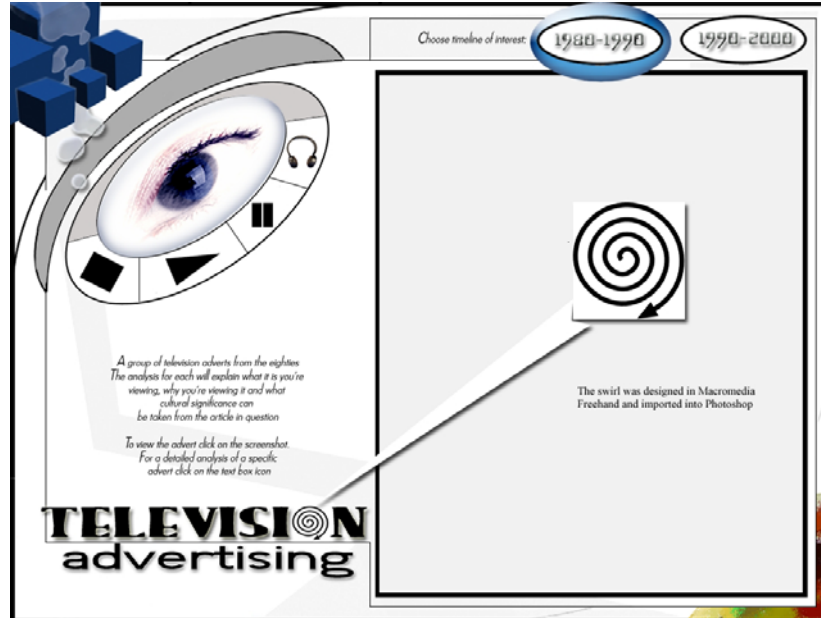 Choose timeline of interest:
1980-1990
1990-2000
A group of television adverts from the eighties
The analysis for each will explain what it is you're
viewing, why you're viewing it and what
cultural significance can
be taken from the article in question
To view the advert click on the screenshot.
For a detailed analysis of a specific
advert click on the text box icon
The swirl was designed in Macromedia
Freehand and imported into Photoshop
TELEVISION
advertising